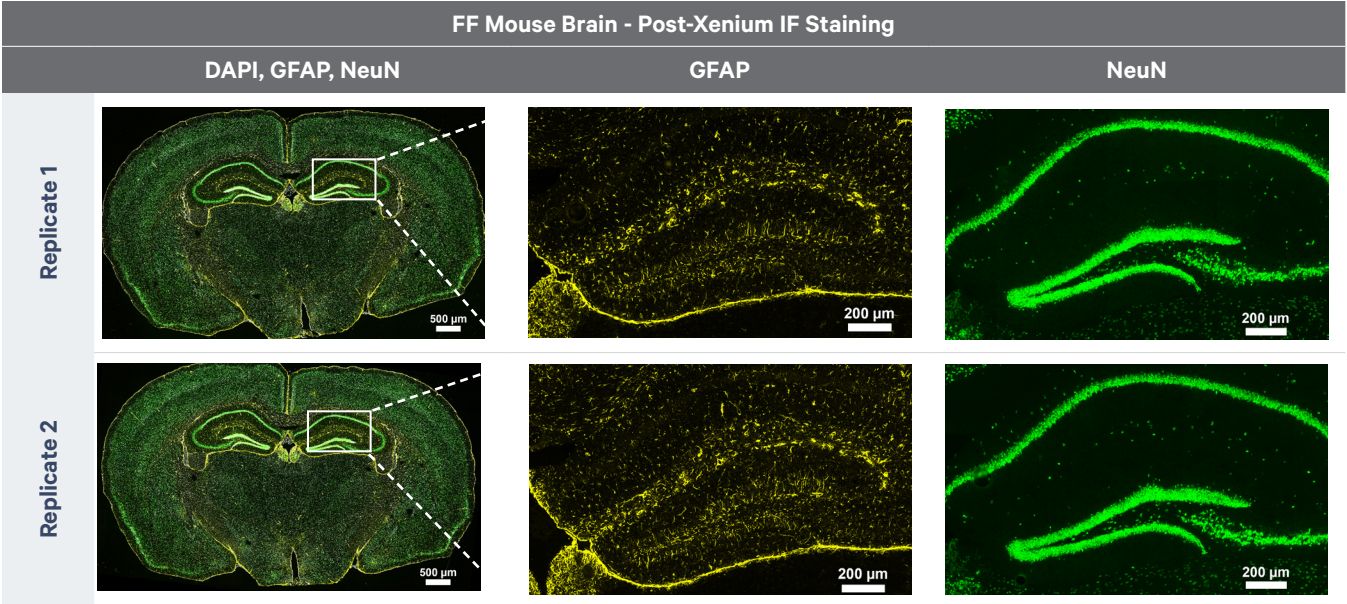 FF Mouse Brain - Post-Xenium IF Staining
DAPI, GFAP, NeuN
GFAP
NeuN
Replicate 1
500 µm
200 µm
200 µm
Replicate 2
500 µm
200 µm
200 µm